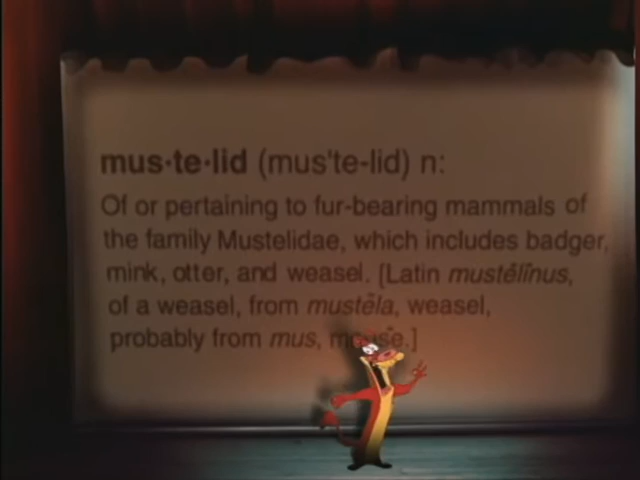 mus·te·lid (mus'te-lid) n:
Of or pertaining to fur-bearing mammals of
the family Mustelidae, which includes badger,
mink, otter, and weasel. [Latin mustēlīnus,
of a weasel, from mustēla, weasel,
probably from mus, mouse.]